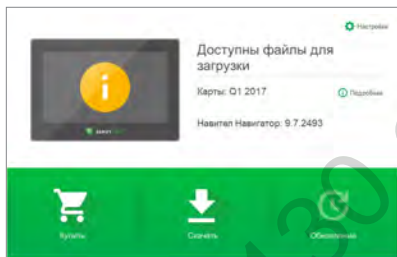 Настройки
Доступны файлы для
загрузки
Карты: Q1 2017
Подробнее
Навител Навигатор: 9.7.2493
Купить
Скачать
Обновления